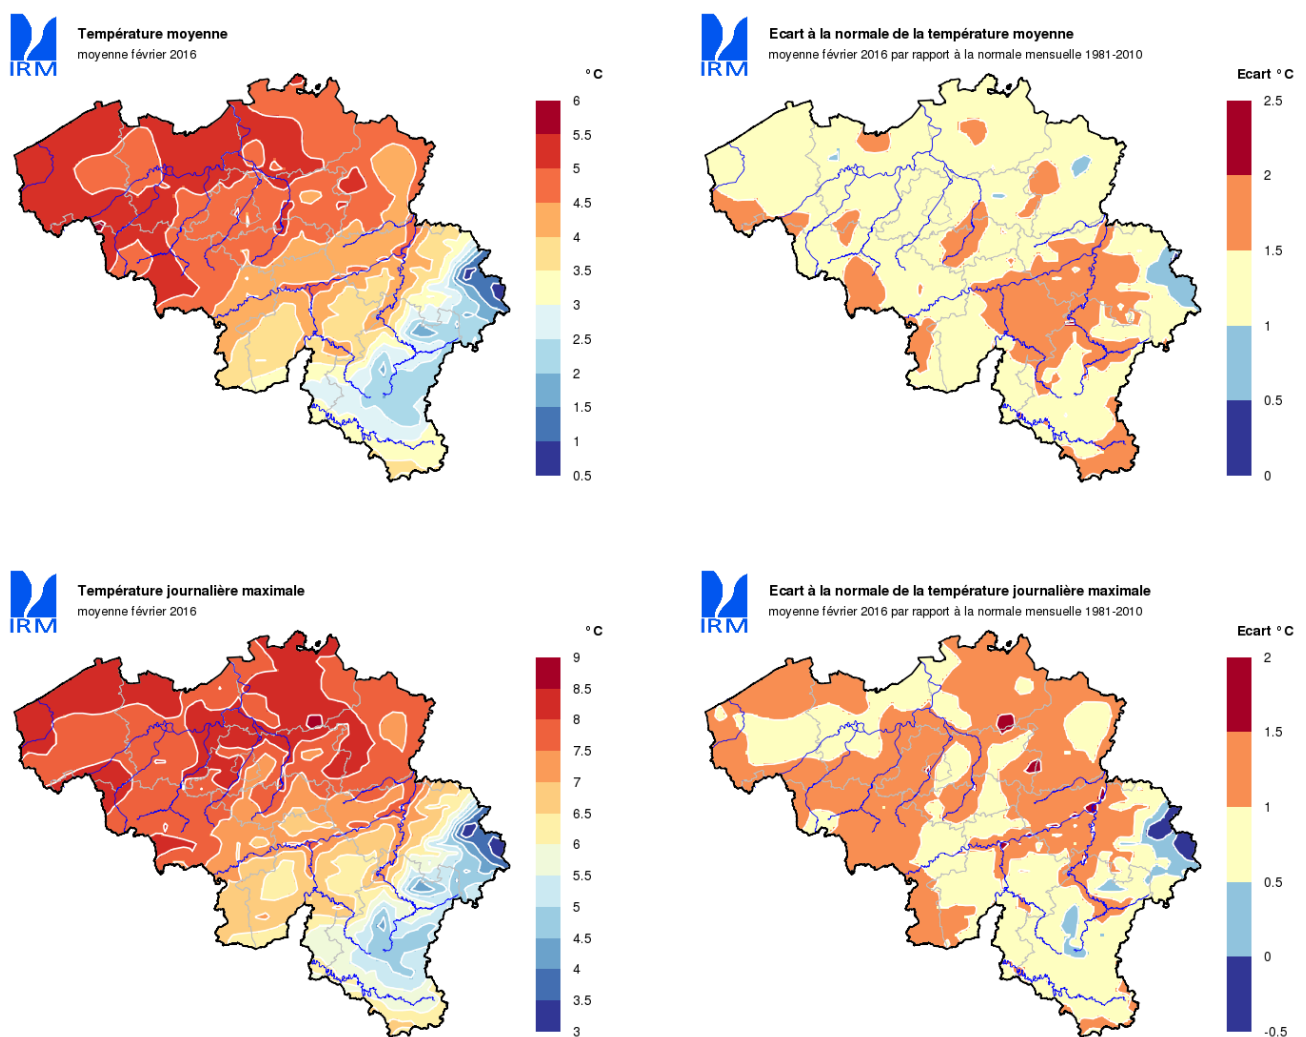 Température moyenne
moyenne février 2016
IRM
°C
6
5.5
5
4.5
4
3.5
3
2.5
2
1.5
1
0.5
Ecart à la normale de la température moyenne
moyenne février 2016 par rapport à la normale mensuelle 1981-2010
IRM
Ecart °C
2.5
2
1.5
1
0.5
0
Température journalière maximale
moyenne février 2016
IRM
°C
9
8.5
8
7.5
7
6.5
6
5.5
5
4.5
4
3.5
3
Ecart à la normale de la température journalière maximale
moyenne février 2016 par rapport à la normale mensuelle 1981-2010
IRM
Ecart °C
2
1.5
1
0.5
0
-0.5